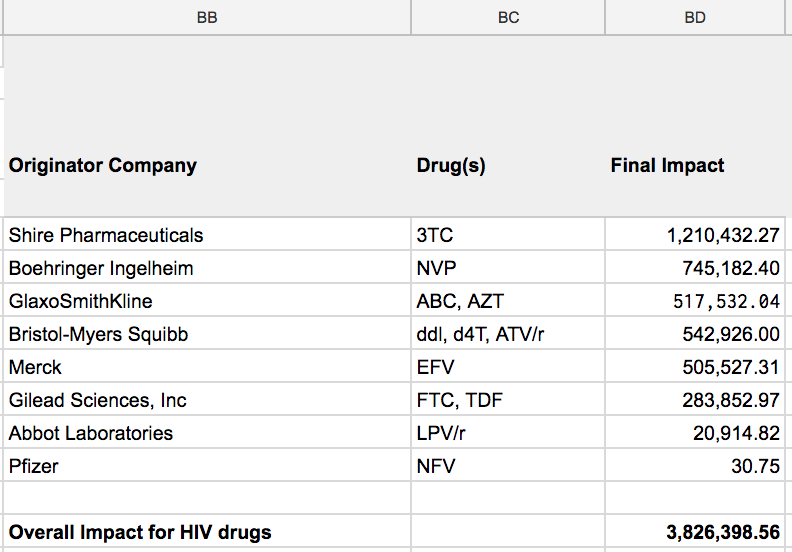 BB BC BD
Originator Company Drug(s) Final Impact
Shire Pharmaceuticals 3TC 1,210,432.27
Boehringer Ingelheim NVP 745,182.40
GlaxoSmithKline ABC, AZT 517,532.04
Bristol-Myers Squibb ddI, d4T, ATV/r 542,926.00
Merck EFV 505,527.31
Gilead Sciences, Inc FTC, TDF 283,852.97
Abbot Laboratories LPV/r 20,914.82
Pfizer NFV 30.75
Overall Impact for HIV drugs 3,826,398.56